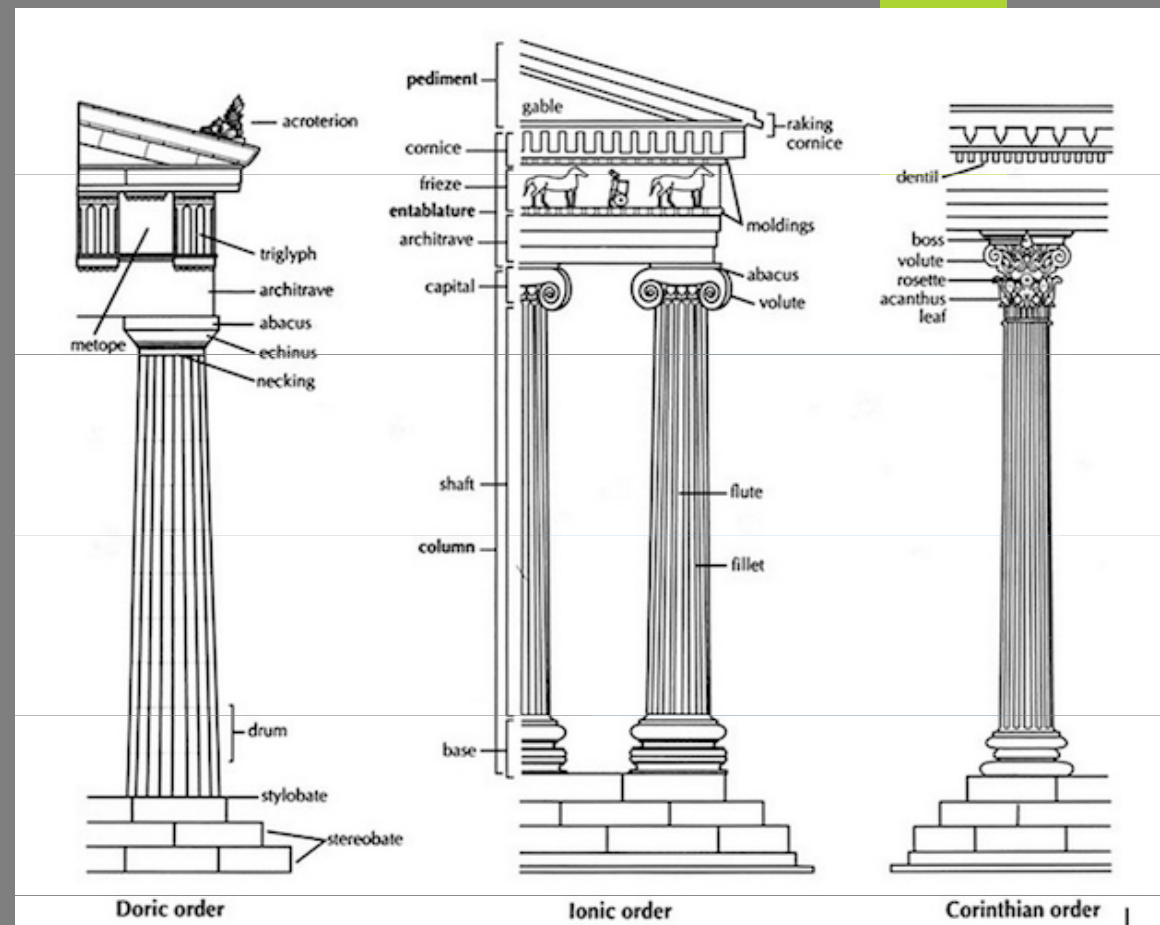 acroterion
triglyph
architrave
abacus
metope
echinus
necking
drum
stylobate
stereobate
Doric order
pediment
gable
raking
cornice
cornice
frieze
entablature
moldings
architrave
abacus
capital
volute
shaft
flute
column
fillet
base
Ionic order
dentil
boss
volute
rosette
acanthus
leaf
Corinthian order